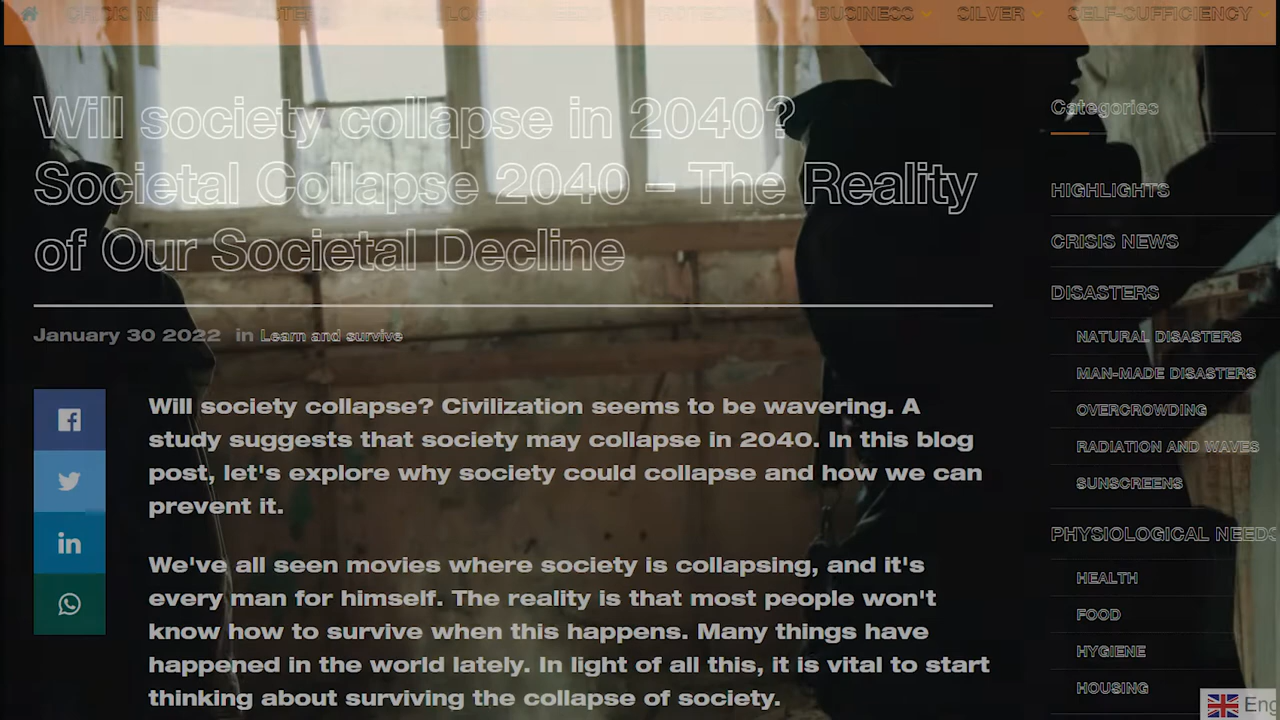 BUSINESS SILVER SELF-SUFFICIENCY
Will society collapse in 2040?
Societal Collapse 2040 – The Reality
of Our Societal Decline
January 30 2022 in Learn and survive
Will society collapse? Civilization seems to be wavering. A
study suggests that society may collapse in 2040. In this blog
post, let's explore why society could collapse and how we can
prevent it.
We've all seen movies where society is collapsing, and it's
every man for himself. The reality is that most people won't
know how to survive when this happens. Many things have
happened in the world lately. In light of all this, it is vital to start
thinking about surviving the collapse of society.
Categories
HIGHLIGHTS
CRISIS NEWS
DISASTERS
NATURAL DISASTERS
MAN-MADE DISASTERS
OVERCROWDING
RADIATION AND WAVES
SUNSCREENS
PHYSIOLOGICAL NEEDS
HEALTH
FOOD
HYGIENE
HOUSING
Eng